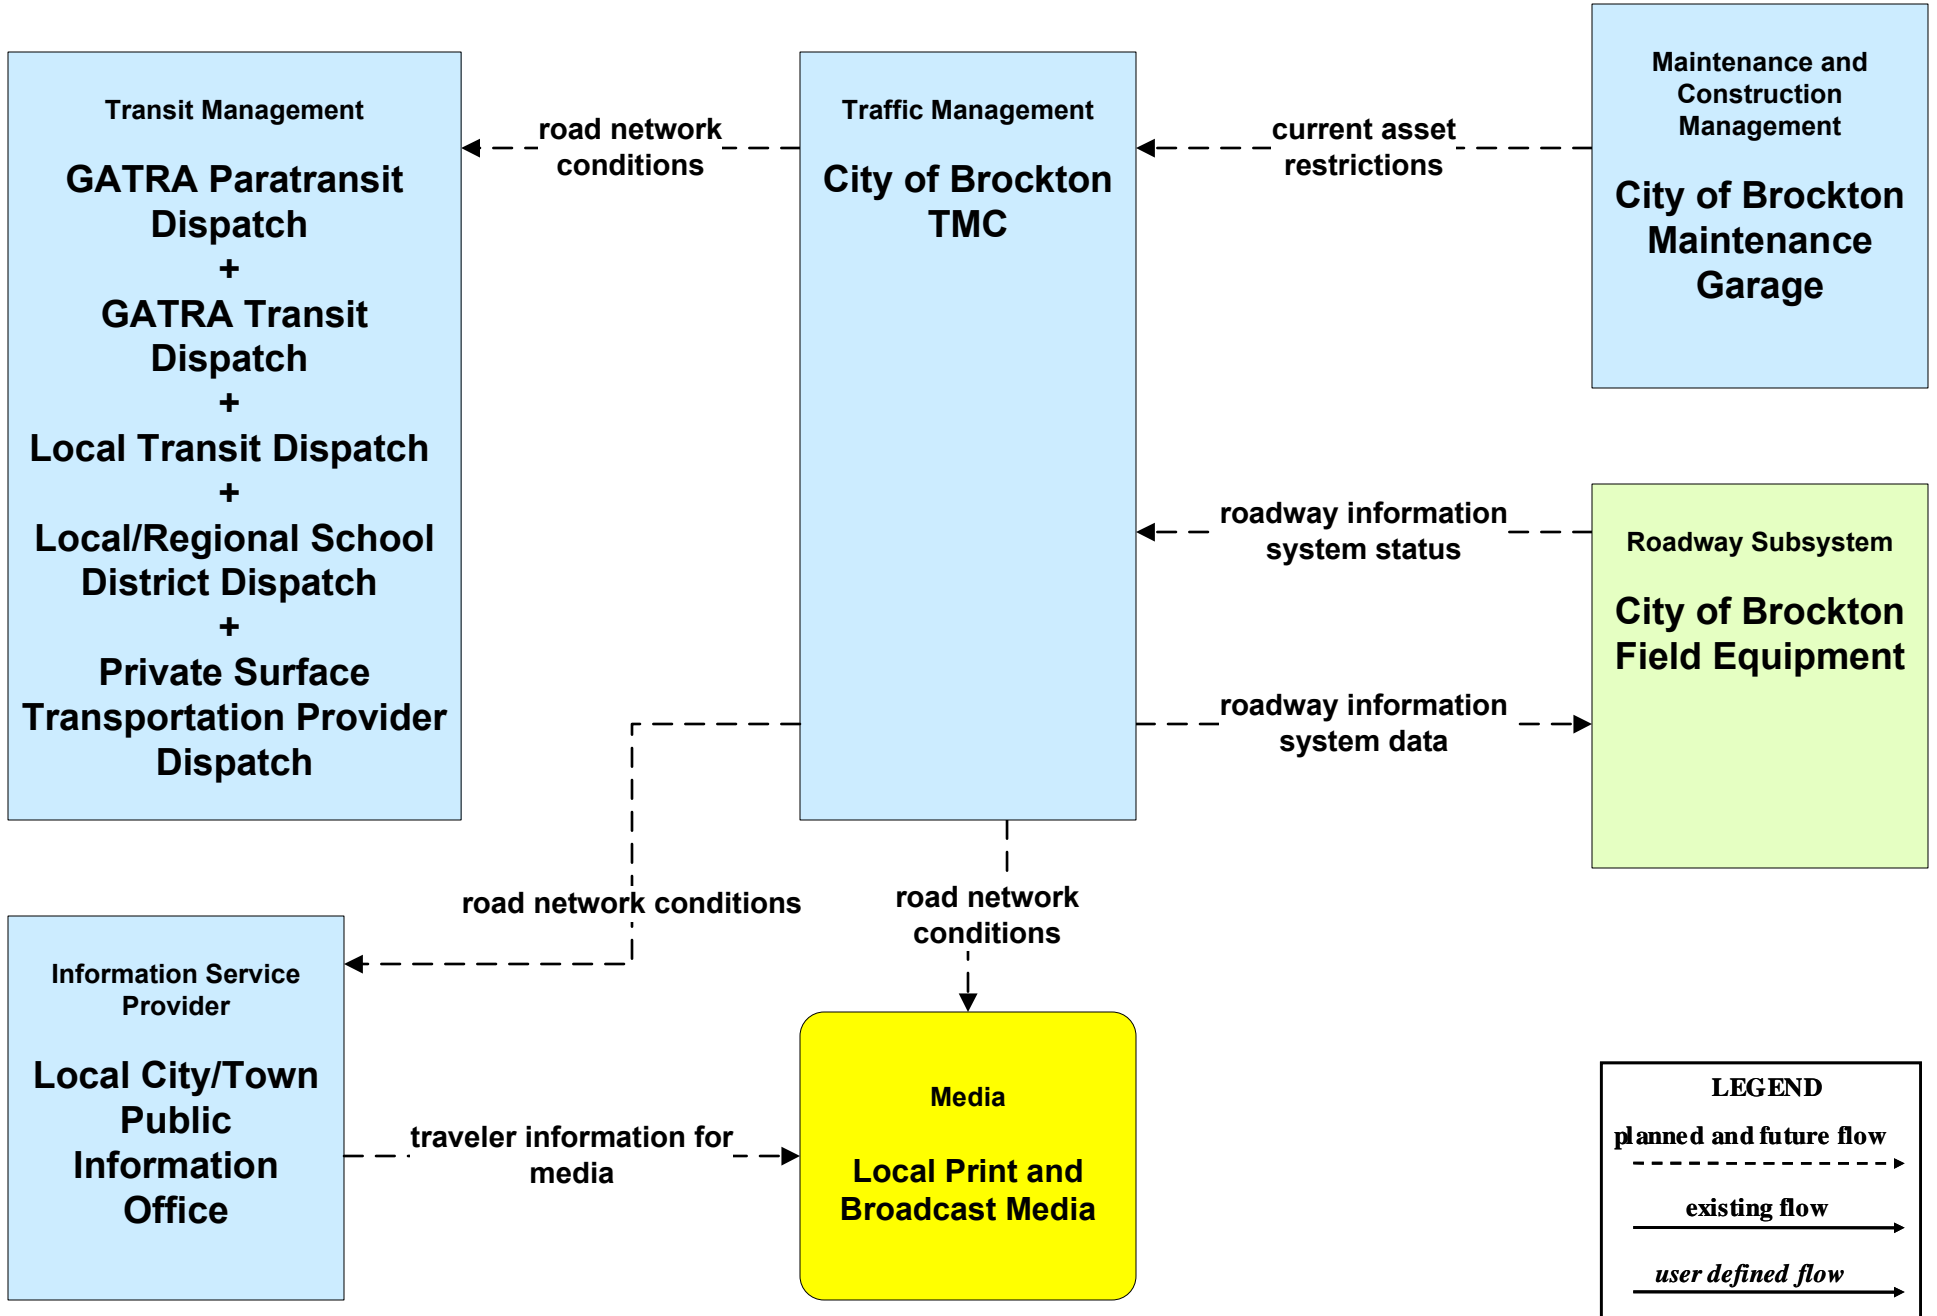 Transit Management
GATRA Paratransit
Dispatch
+
GATRA Transit
Dispatch
+
Local Transit Dispatch
+
Local/Regional School
District Dispatch
+
Private Surface
Transportation Provider
Dispatch
road network
conditions
Traffic Management
City of Brockton
TMC
current asset
restrictions
Maintenance and
Construction
Management
City of Brockton
Maintenance
Garage
roadway information
system status
roadway information
system data
Roadway Subsystem
City of Brockton
Field Equipment
road network conditions
road network
conditions
Information Service
Provider
Local City/Town
Public
Information
Office
traveler information for
media
Media
Local Print and
Broadcast Media
LEGEND
planned and future flow
existing flow
user defined flow